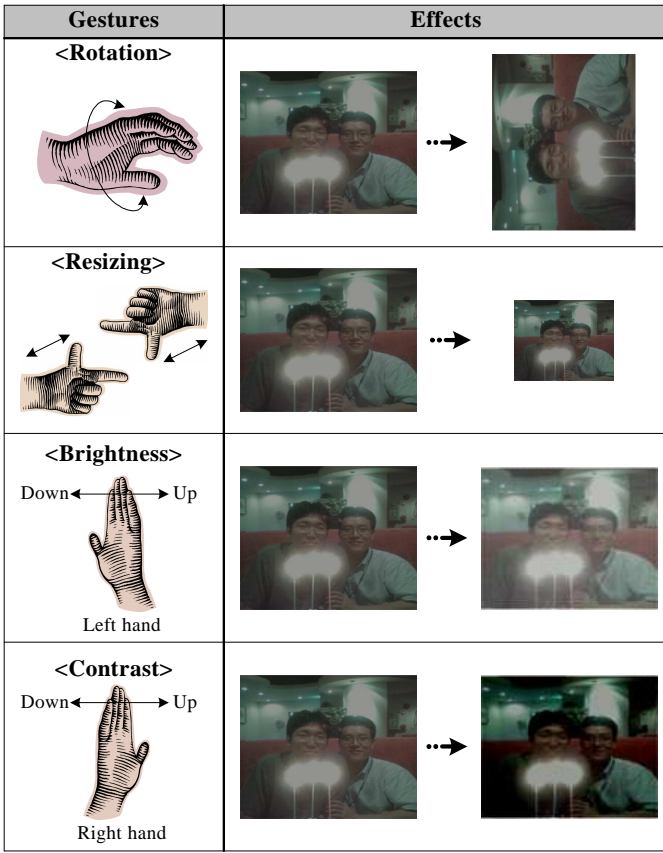 Gestures Effects
<Rotation>
<Resizing>
<Brightness>
Down Up
Left hand
<Contrast>
Down Up
Right hand